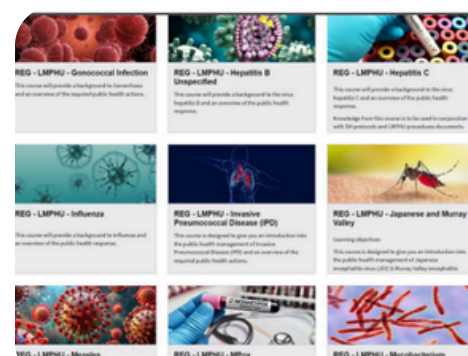 REG - LMPHU - Gonococcal Infection
This course will provide a background to Gonorrhoea
and an overview of the required public health actions.
REG - LMPHU - Hepatitis B
Unspecified
This course will provide a background to the virus
hepatitis B and an overview of the public health
response.
REG - LMPHU - Hepatitis C
This course will provide a background to the virus
hepatitis C and an overview of the public health
response.
Knowledge from this course is to be used in conjunction
with DH protocols and LMPHU procedures documents.
REG - LMPHU - Influenza
This course will provide a background to Influenza and
an overview of the public health response.
REG - LMPHU - Invasive
Pneumococcal Disease (IPD)
This course is designed to give you an introduction into
the public health management of Invasive
Pneumococcal Disease (IPD) and an overview of the
required public health actions.
REG - LMPHU - Japanese and Murray
Valley
Learning objectives
This course is designed to give you an introduction into
the public health management of Japanese
encephalitis virus (JEV) & Murray Valley encephalitis
REG - LMPHU - Measles
REG - LMPHU - Mpox
REG - LMPHU - Mycobacterium